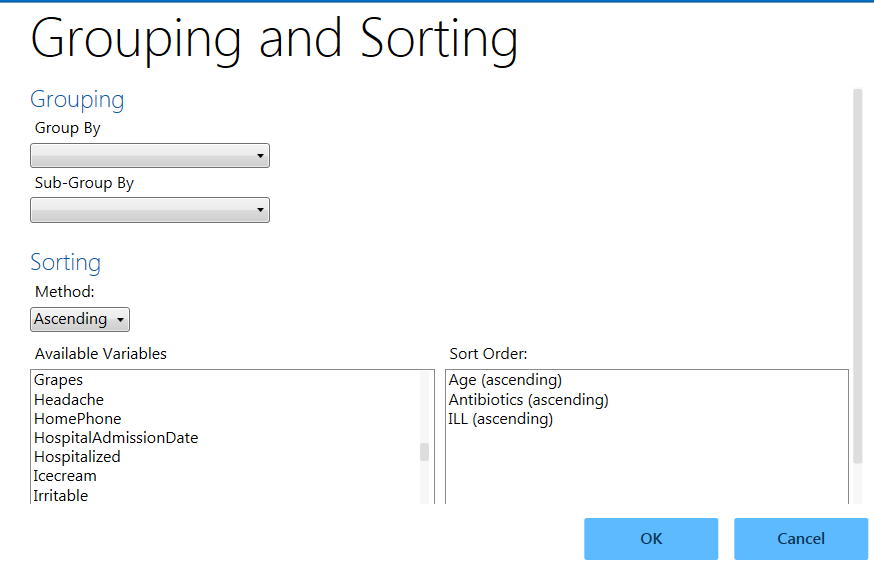 Grouping and Sorting
Grouping
Group By
Sub-Group By
Sorting
Method:
Ascending
Available Variables
Grapes
Headache
HomePhone
HospitalAdmissionDate
Hospitalized
Icecream
Irritable
Sort Order:
Age (ascending)
Antibiotics (ascending)
ILL (ascending)
OK
Cancel